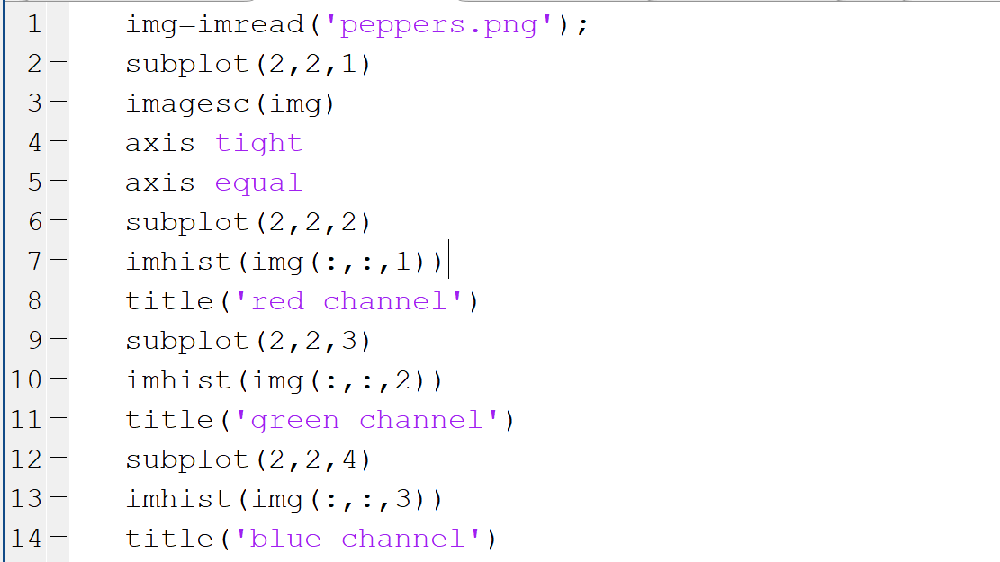 1 img=imread('peppers.png');
2 subplot(2,2,1)
3 imagesc(img)
4 axis tight
5 axis equal
6 subplot(2,2,2)
7 imhist(img(:,:,1))
8 title('red channel')
9 subplot(2,2,3)
10 imhist(img(:,:,2))
11 title('green channel')
12 subplot(2,2,4)
13 imhist(img(:,:,3))
14 title('blue channel')